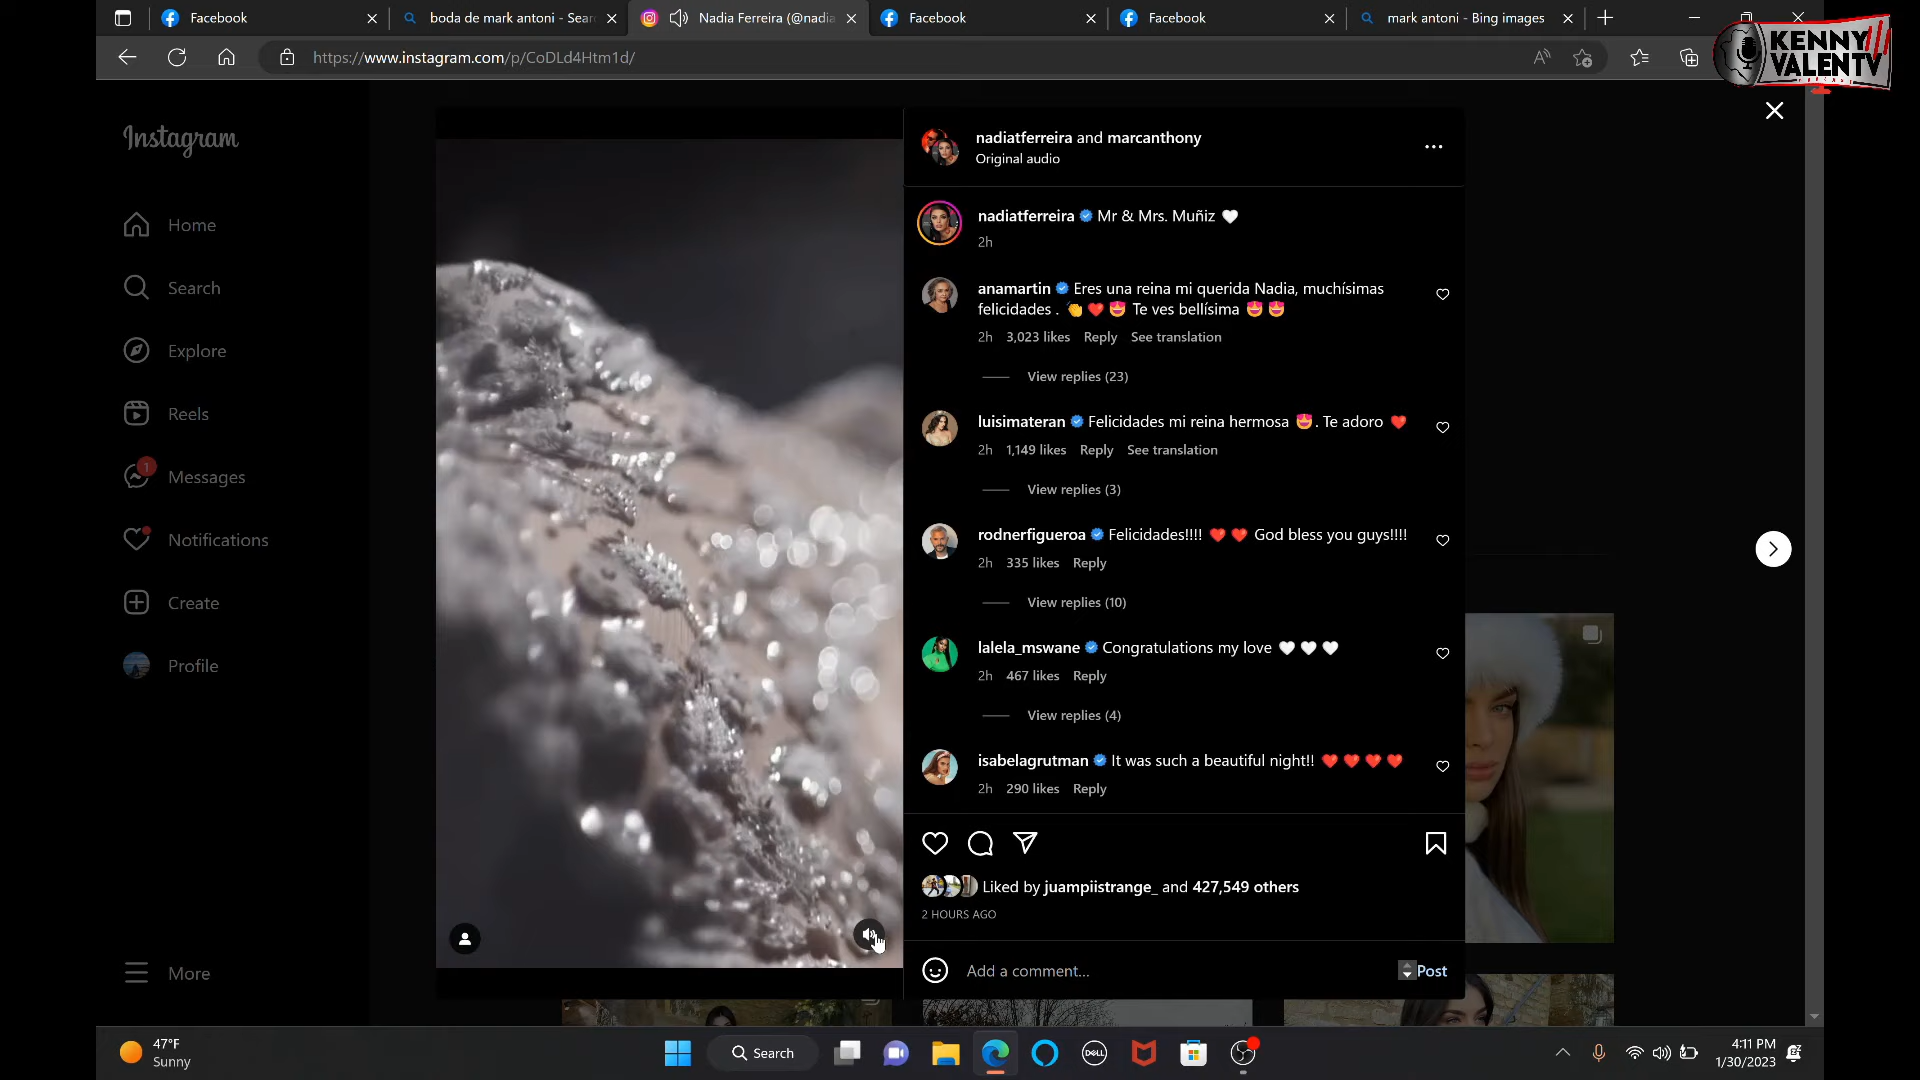 Facebook
boda de mark antoni - Sear
Nadia Ferreira (@nadia
Facebook
Facebook
mark antoni - Bing images
https://www.instagram.com/p/CoDLd4Htm1d/
KENNY
VALENTV
PODCAST
Instagram
Home
Search
Explore
Reels
1
Messages
Notifications
Create
Profile
More
nadiatferreira and marcanthony
Original audio
nadiatferreira Mr & Mrs. Muñiz 🤍
2h
anamartin Eres una reina mi querida Nadia, muchísimas
felicidades . 👏❤️😍 Te ves bellísima 😍😍
2h 3,023 likes Reply See translation
View replies (23)
luisimateran Felicidades mi reina hermosa 😍. Te adoro ❤️
2h 1,149 likes Reply See translation
View replies (3)
rodnerfigueroa Felicidades!!!! ❤️❤️ God bless you guys!!!!
2h 335 likes Reply
View replies (10)
lalela_mswane Congratulations my love 🤍🤍🤍
2h 467 likes Reply
View replies (4)
isabelagrutman It was such a beautiful night!! ❤️❤️❤️❤️
2h 290 likes Reply
Liked by juampiistrange_ and 427,549 others
2 HOURS AGO
Add a comment...
Post
47°F
Sunny
Search
DELL
4:11 PM
1/30/2023